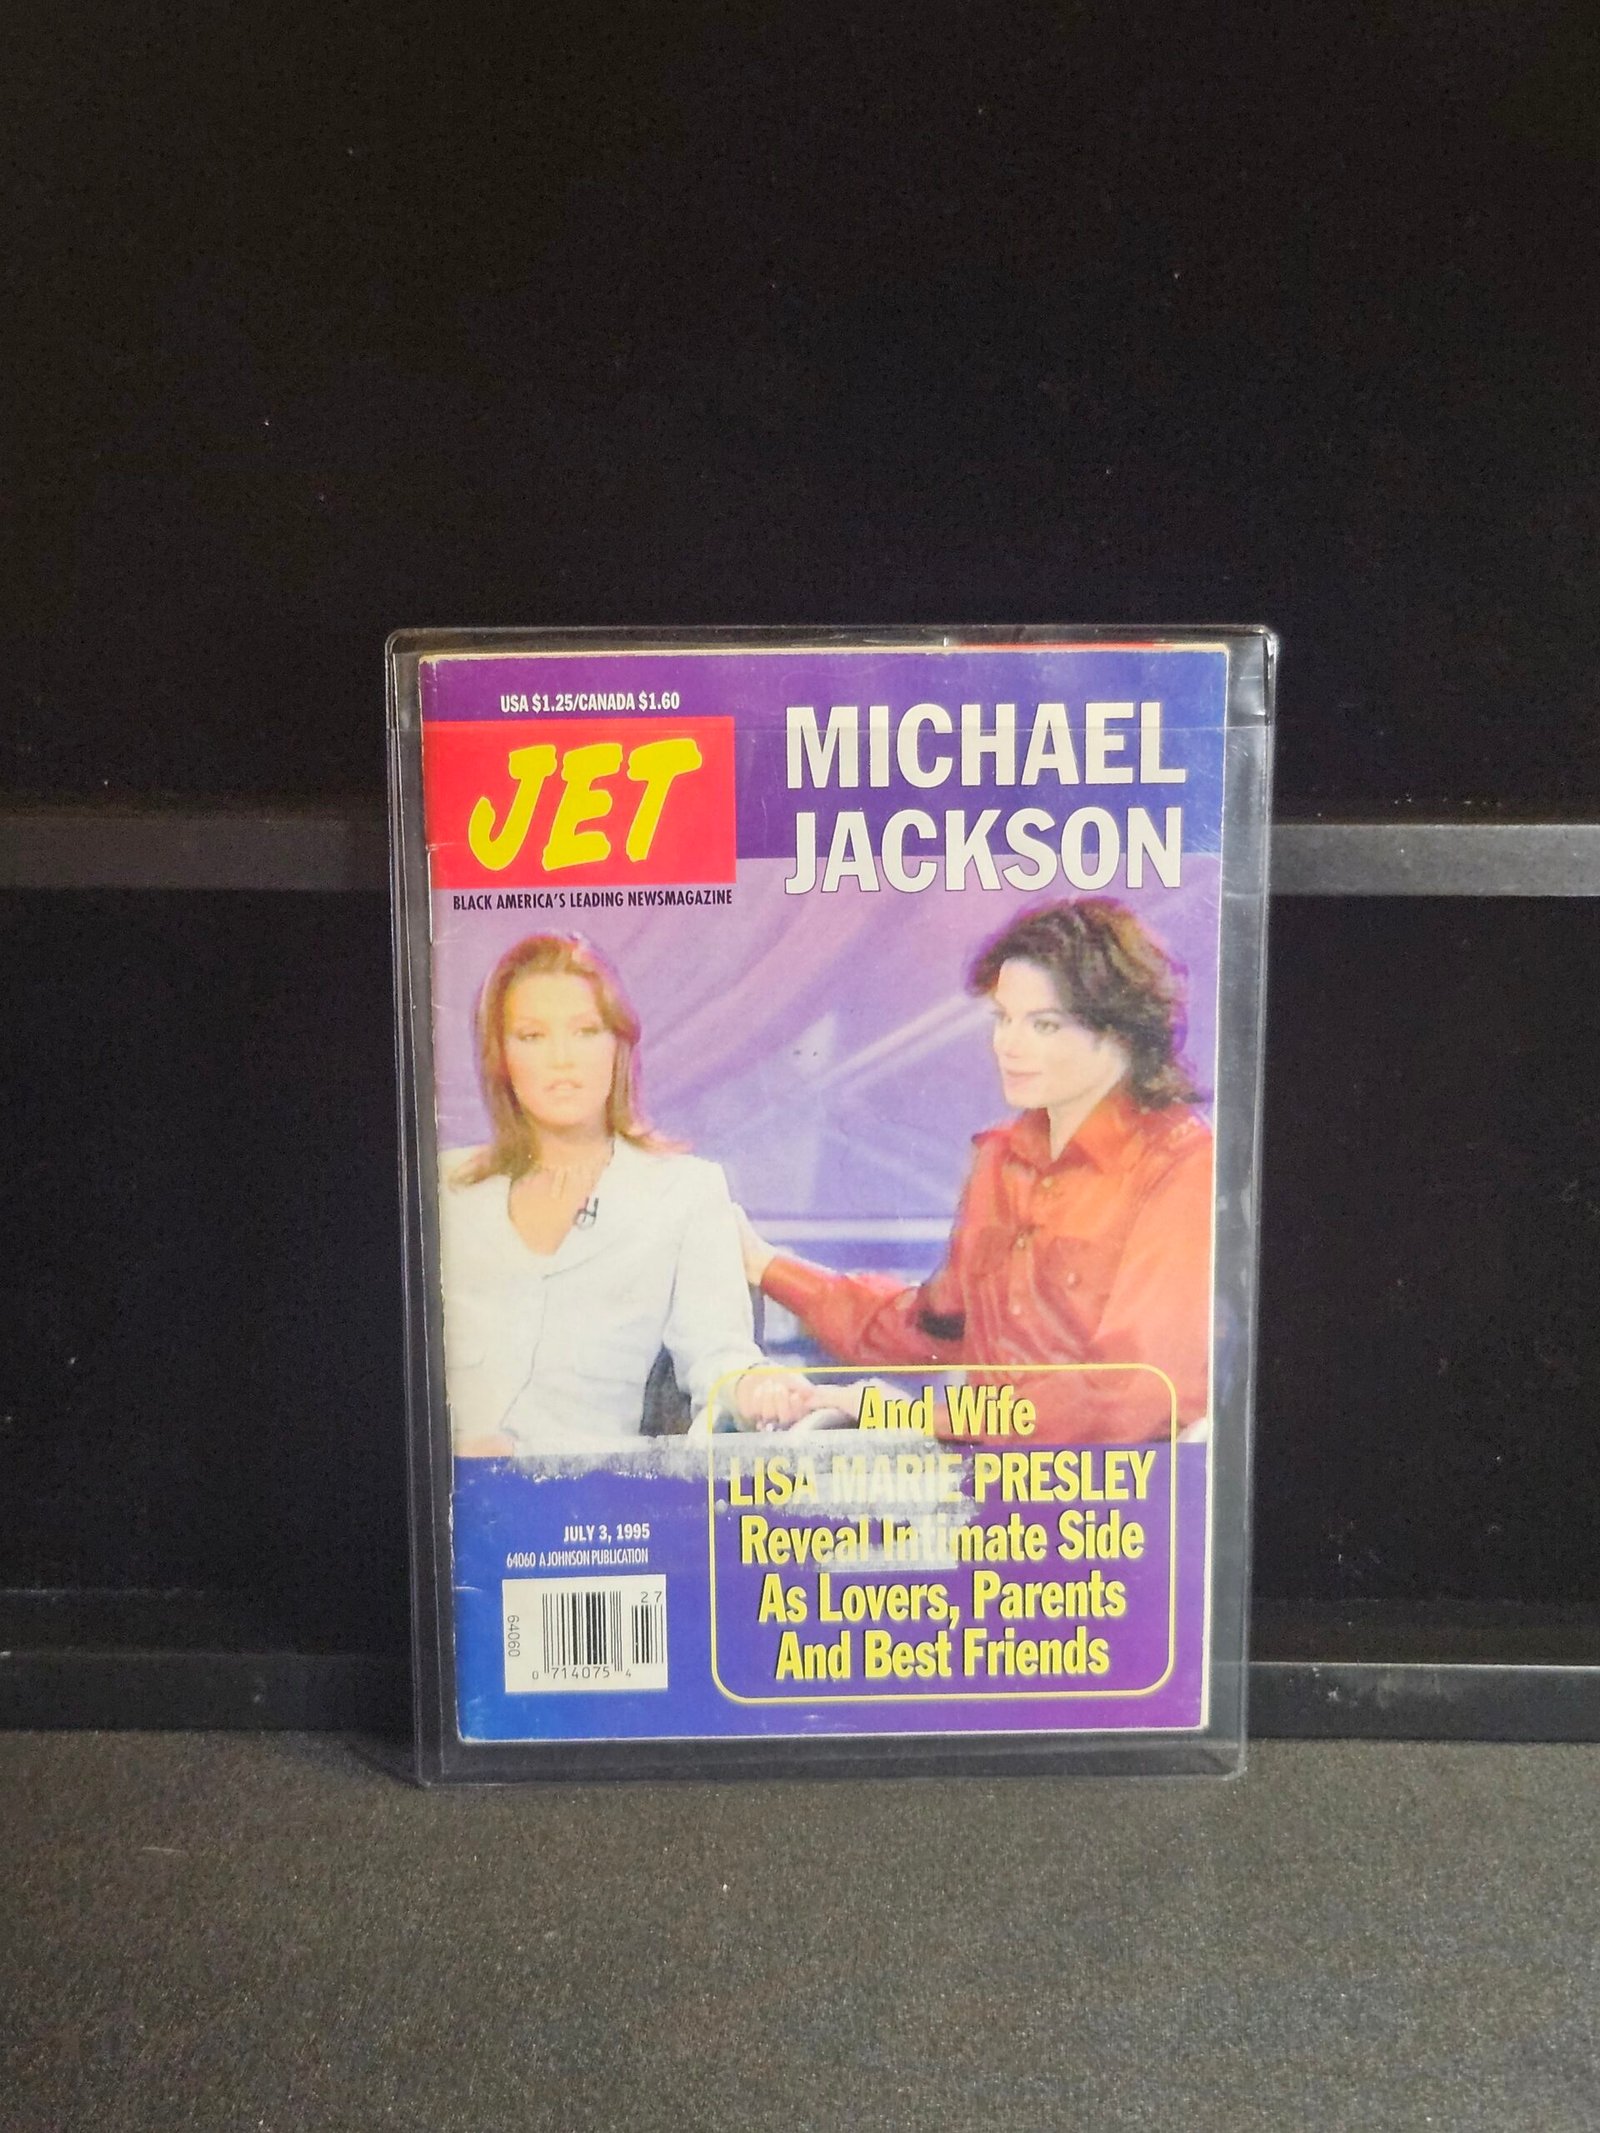 USA $1.25/CANADA $1.60
JET
BLACK AMERICA'S LEADING NEWSMAGAZINE
MICHAEL
JACKSON
And Wife
LISA MARIE PRESLEY
Reveal Intimate Side
As Lovers, Parents
And Best Friends
JULY 3, 1995
64060 A JOHNSON PUBLICATION
27
64060
0 714075 4